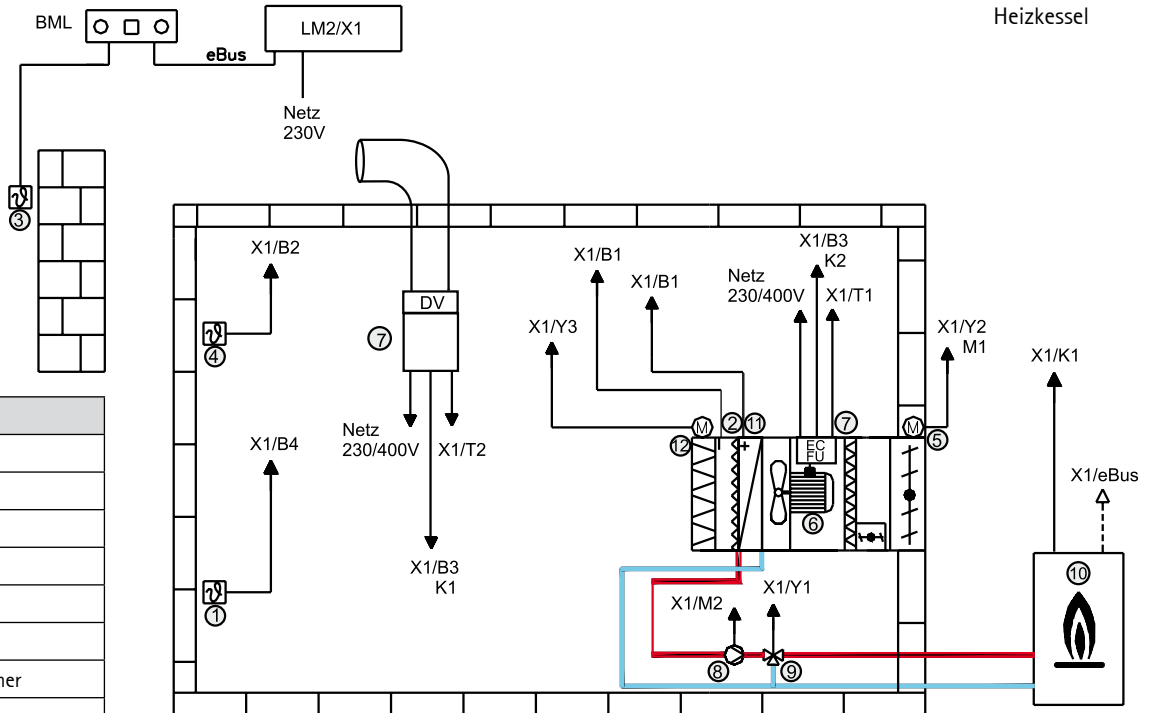 Heizkessel
BML
LM2/X1
eBus
Netz
230V
3
X1/B2
4
X1/B4
1
DV
7
Netz
230/400V
X1/T2
X1/B3
K1
X1/B1
X1/B1
X1/Y3
Netz
230/400V
X1/B3
K2
X1/T1
X1/Y2
M1
X1/K1
X1/eBus
M
12
2
11
EC
FU
7
M
5
6
X1/M2
X1/Y1
8
9
10
ner